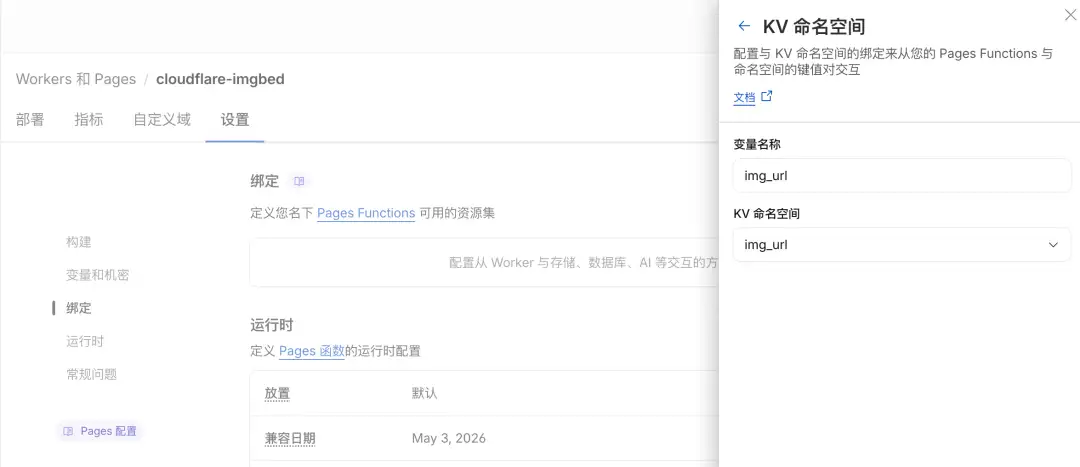 Workers 和 Pages / cloudflare-imgbed
部署 指标 自定义域 设置
构建
变量和机密
绑定
运行时
常规问题
Pages 配置
绑定
定义您名下 Pages Functions 可用的资源集
配置从 Worker 与存储、数据库、AI 等交互的方
运行时
定义 Pages 函数的运行时配置
放置 默认
兼容日期 May 3, 2026
KV 命名空间
配置与 KV 命名空间的绑定来从您的 Pages Functions 与
命名空间的键值对交互
文档
变量名称
img_url
KV 命名空间
img_url